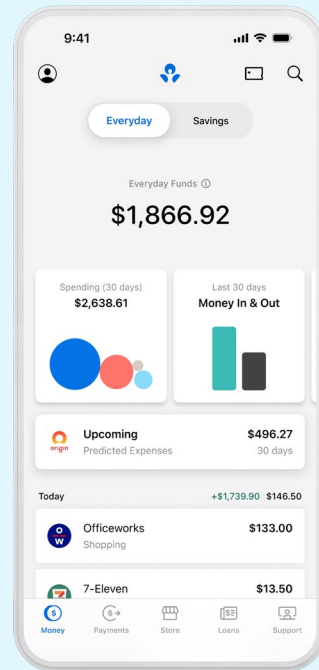 9:41
Everyday Savings
Everyday Funds
$1,866.92
Spending (30 days)
$2,638.61
Last 30 days
Money In & Out
origin
Upcoming
$496.27
Predicted Expenses
30 days
Today
+$1,739.90 $146.50
O
W
Officeworks
$133.00
Shopping
7
7-Eleven
$13.50
Money
Payments
Store
Loans
Support